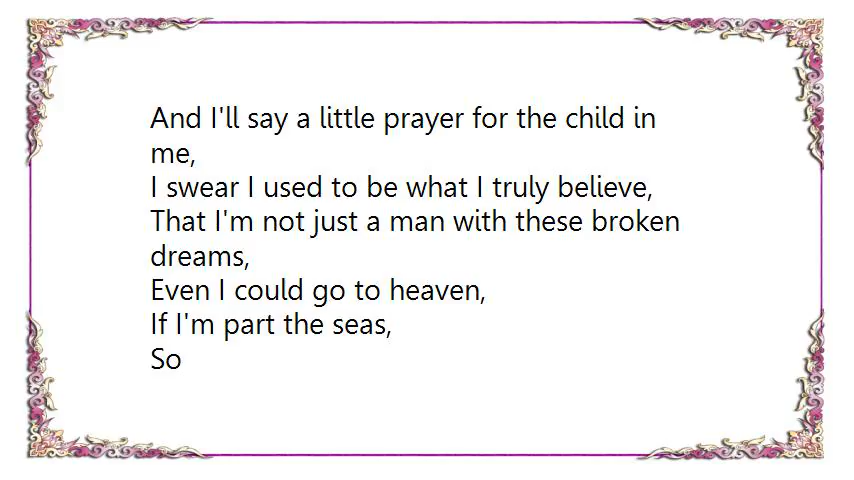 And I'll say a little prayer for the child in
me,
I swear I used to be what I truly believe,
That I'm not just a man with these broken
dreams,
Even I could go to heaven,
If I'm part the seas,
So